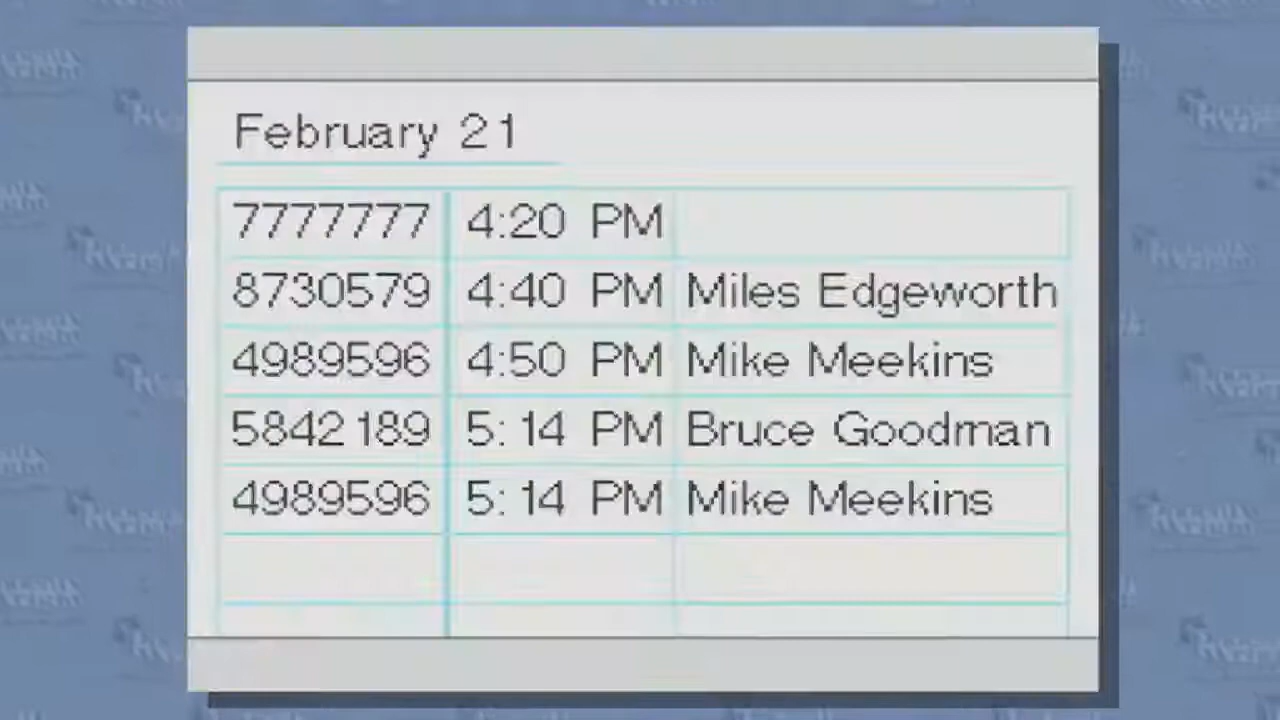 February 21
7777777 4:20 PM
8730579 4:40 PM Miles Edgeworth
4989596 4:50 PM Mike Meekins
5842189 5:14 PM Bruce Goodman
4989596 5:14 PM Mike Meekins